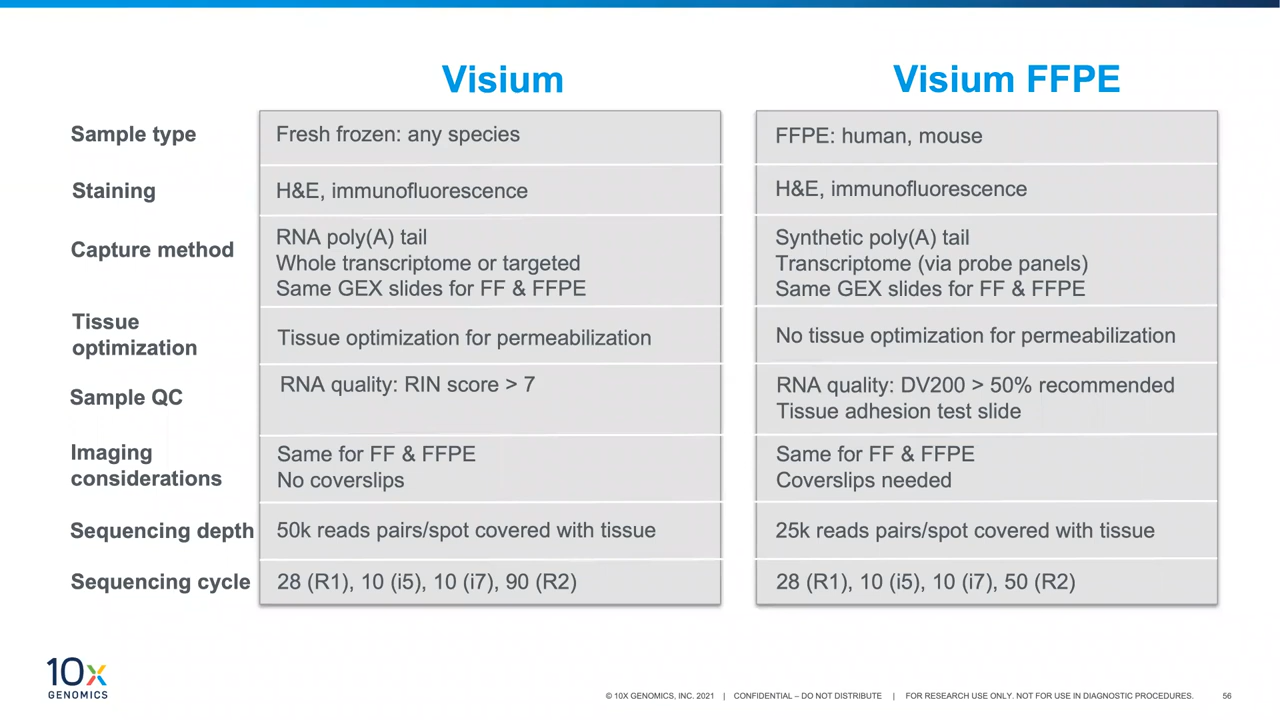 Visium
Visium FFPE
Sample type
Fresh frozen: any species
FFPE: human, mouse
Staining
H&E, immunofluorescence
H&E, immunofluorescence
Capture method
RNA poly(A) tail
Whole transcriptome or targeted
Same GEX slides for FF & FFPE
Synthetic poly(A) tail
Transcriptome (via probe panels)
Same GEX slides for FF & FFPE
Tissue
optimization
Tissue optimization for permeabilization
No tissue optimization for permeabilization
Sample QC
RNA quality: RIN score > 7
RNA quality: DV200 > 50% recommended
Tissue adhesion test slide
Imaging
considerations
Same for FF & FFPE
No coverslips
Same for FF & FFPE
Coverslips needed
Sequencing depth
50k reads pairs/spot covered with tissue
25k reads pairs/spot covered with tissue
Sequencing cycle
28 (R1), 10 (i5), 10 (i7), 90 (R2)
28 (R1), 10 (i5), 10 (i7), 50 (R2)
10x
GENOMICS
© 10X GENOMICS, INC. 2021 | CONFIDENTIAL – DO NOT DISTRIBUTE | FOR RESEARCH USE ONLY. NOT FOR USE IN DIAGNOSTIC PROCEDURES. 56